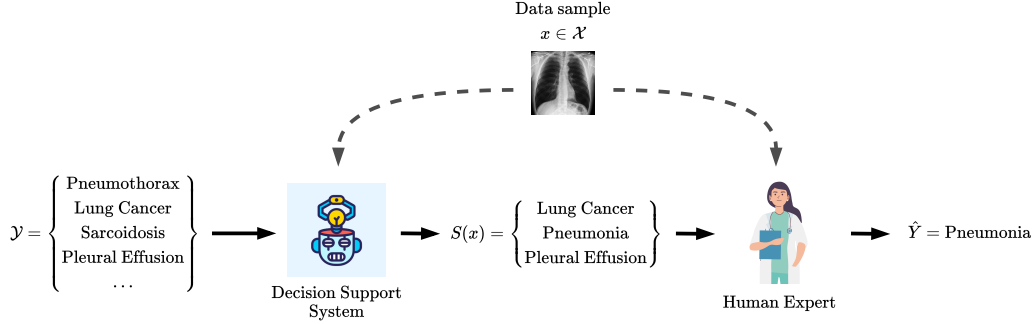 Data sample
x ∈ 𝒳
𝒴 = { Pneumothorax
Lung Cancer
Sarcoidosis
Pleural Effusion
... }
Decision Support
System
S(x) = { Lung Cancer
Pneumonia
Pleural Effusion }
Human Expert
Ŷ = Pneumonia